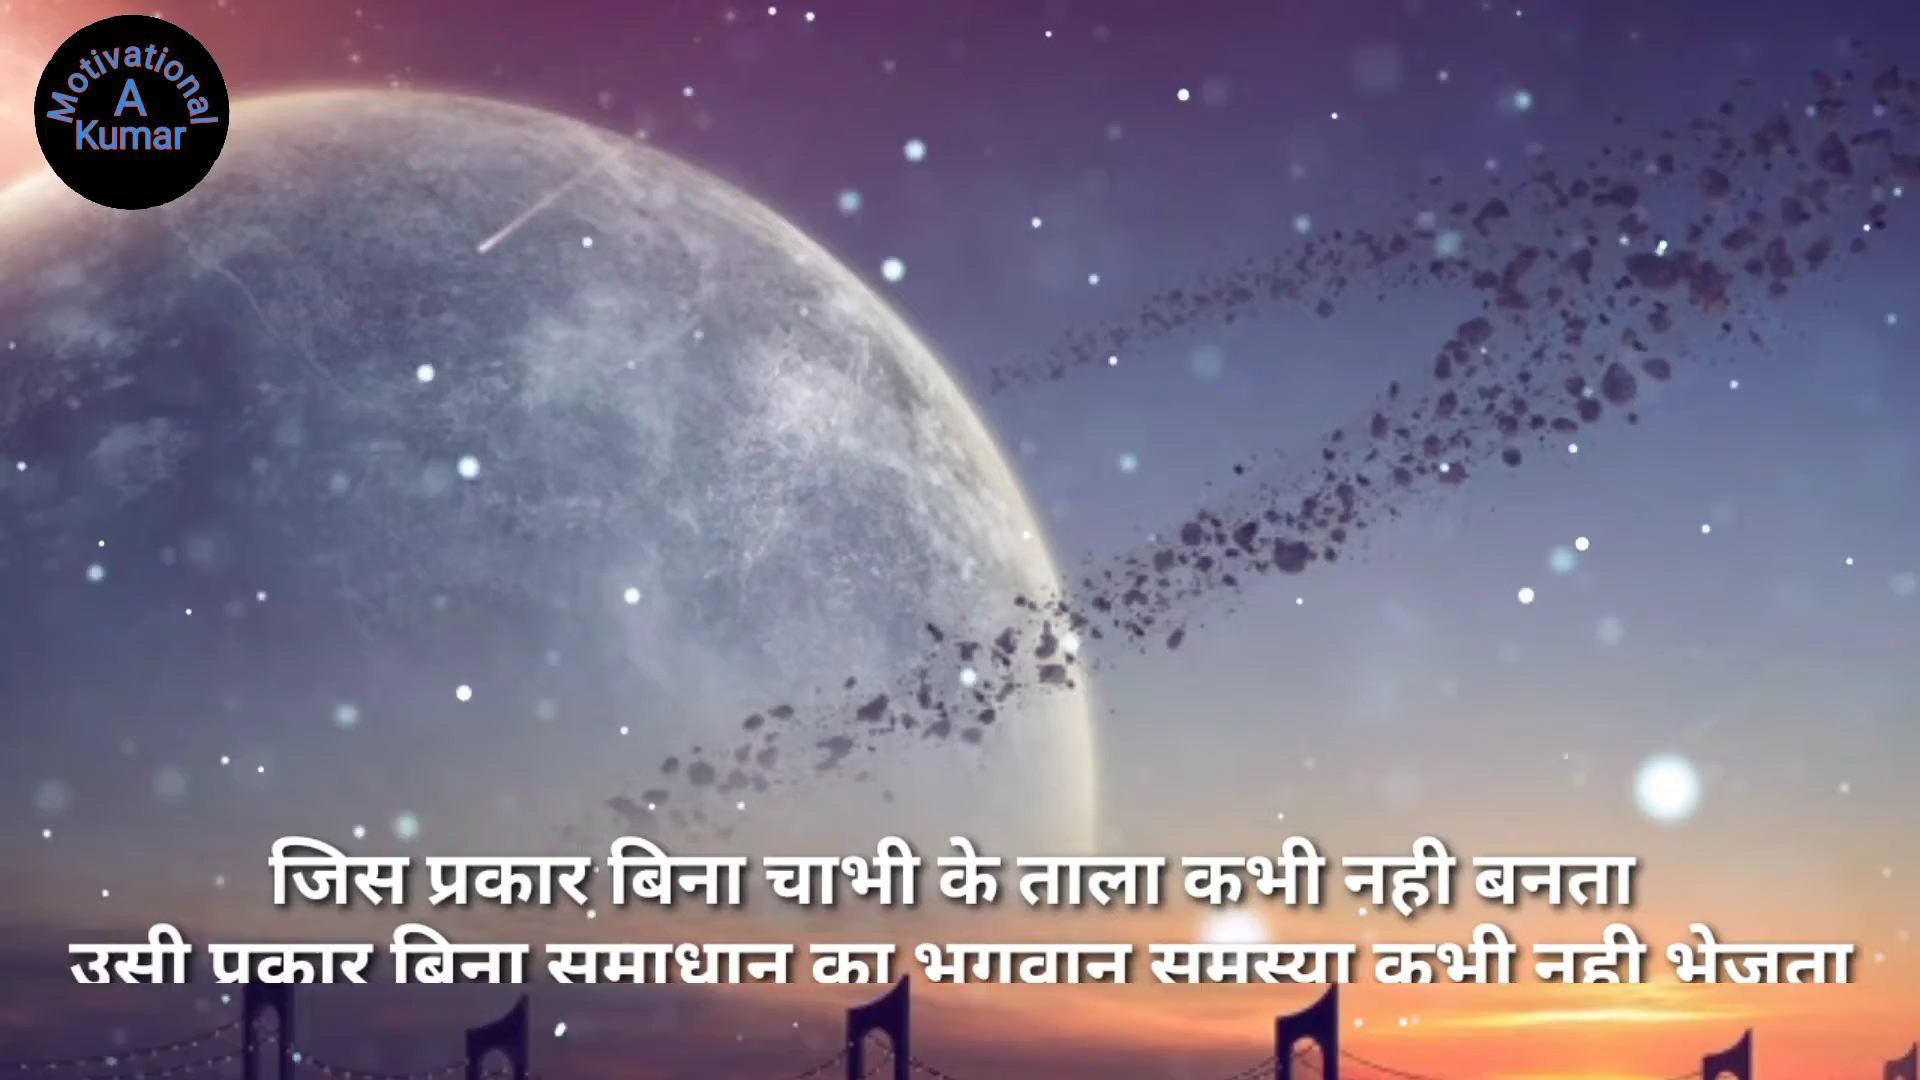 Motivational
A
Kumar
जिस प्रकार बिना चाभी के ताला कभी नही बनता
उसी प्रकार बिना समाधान का भगवान समस्या कभी नही भेजता